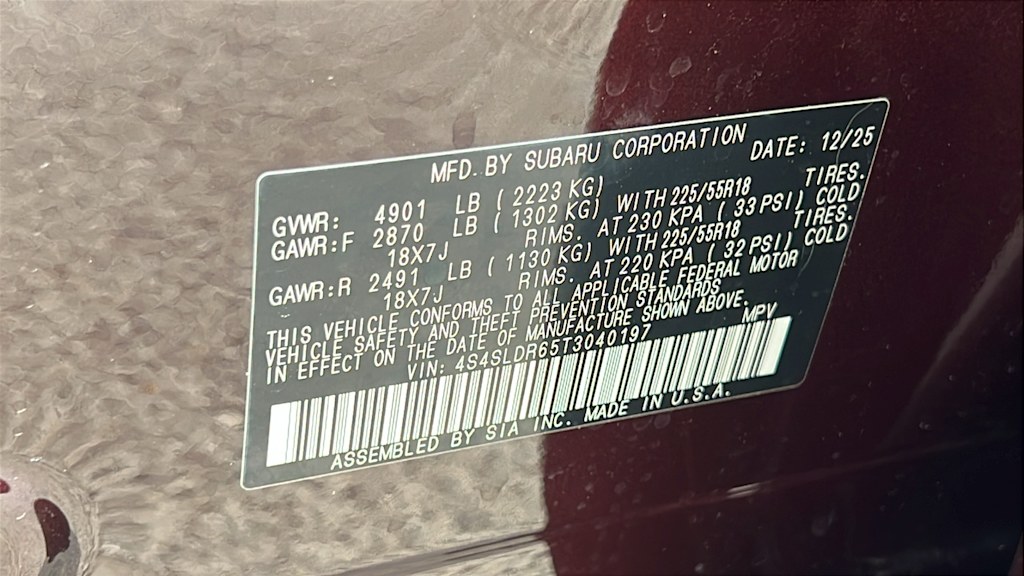 MFD. BY SUBARU CORPORATION DATE: 12/25
GVWR: 4901 LB ( 2223 KG) TIRES.
GAWR:F 2870 LB ( 1302 KG) WITH 225/55R18
18X7J RIMS. AT 230 KPA ( 33 PSI) COLD
GAWR:R 2491 LB ( 1130 KG) WITH 225/55R18 TIRES.
18X7J RIMS. AT 220 KPA ( 32 PSI) COLD
THIS VEHICLE CONFORMS TO ALL APPLICABLE FEDERAL MOTOR
VEHICLE SAFETY AND THEFT PREVENTION STANDARDS
IN EFFECT ON THE DATE OF MANUFACTURE SHOWN ABOVE.
VIN: 4S4SLDR65T3040197 MPV
ASSEMBLED BY SIA INC. MADE IN U.S.A.